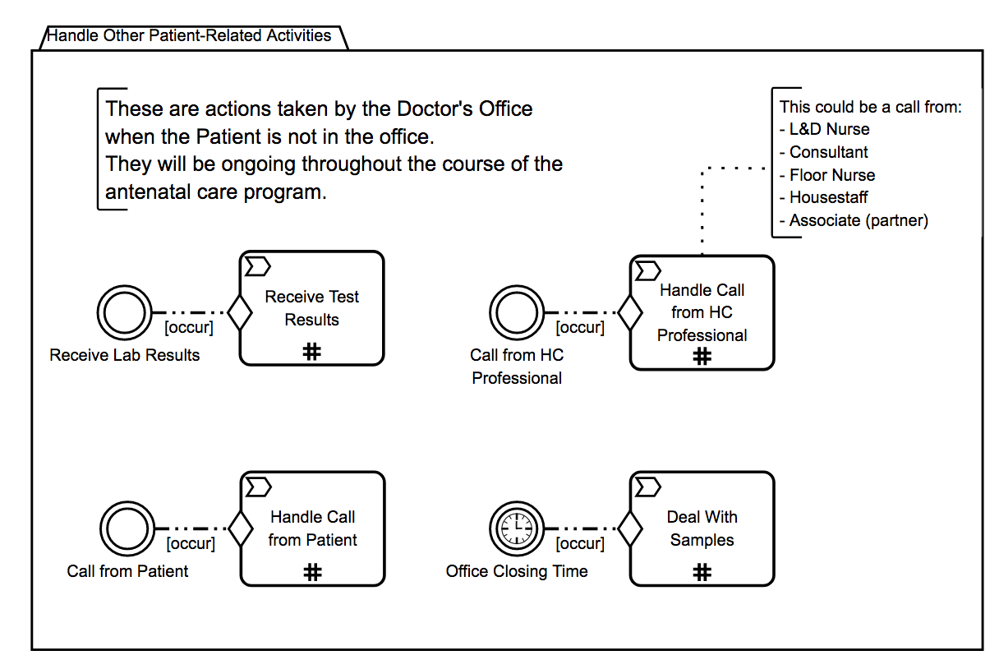 Handle Other Patient-Related Activities
These are actions taken by the Doctor's Office
when the Patient is not in the office.
They will be ongoing throughout the course of the
antenatal care program.
This could be a call from:
- L&D Nurse
- Consultant
- Floor Nurse
- Housestaff
- Associate (partner)
[occur]
Receive Lab Results
Receive Test
Results
[occur]
Call from HC
Professional
Handle Call
from HC
Professional
[occur]
Call from Patient
Handle Call
from Patient
[occur]
Office Closing Time
Deal With
Samples